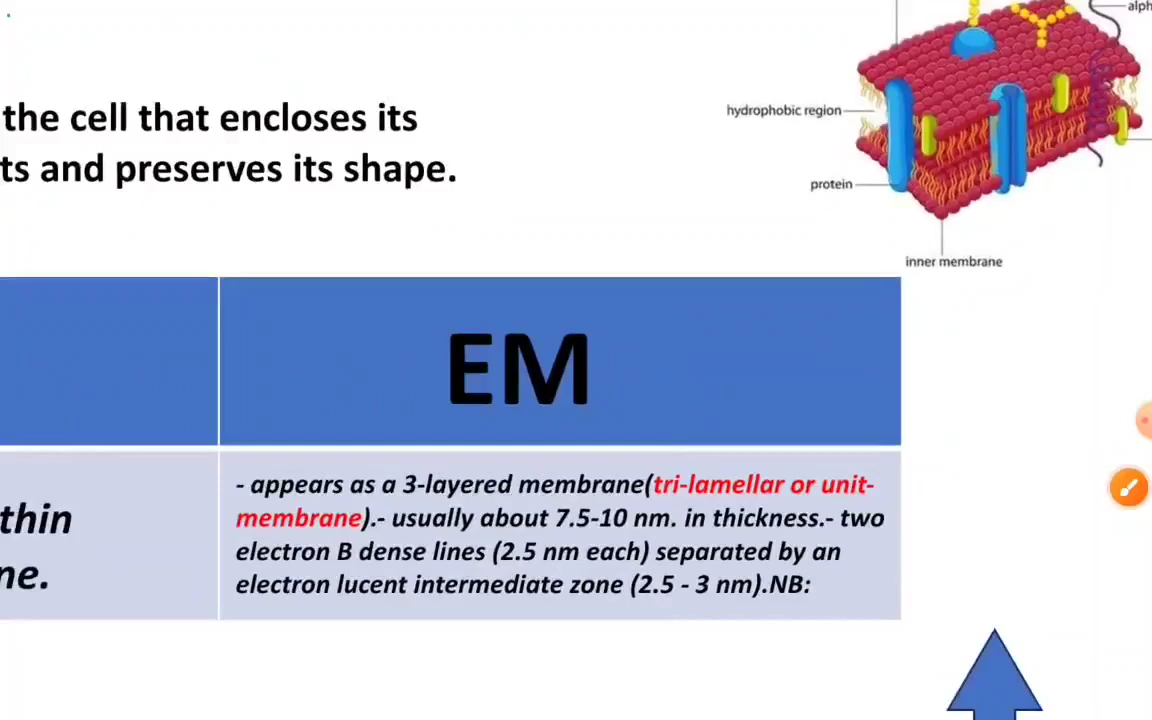 alph
the cell that encloses its
hydrophobic region
ts and preserves its shape.
protein
inner membrane
EM
- appears as a 3-layered membrane(tri-lamellar or unit-
membrane).- usually about 7.5-10 nm. in thickness.- two
thin
electron B dense lines (2.5 nm each) separated by an
ne.
electron lucent intermediate zone (2.5 - 3 nm).NB: